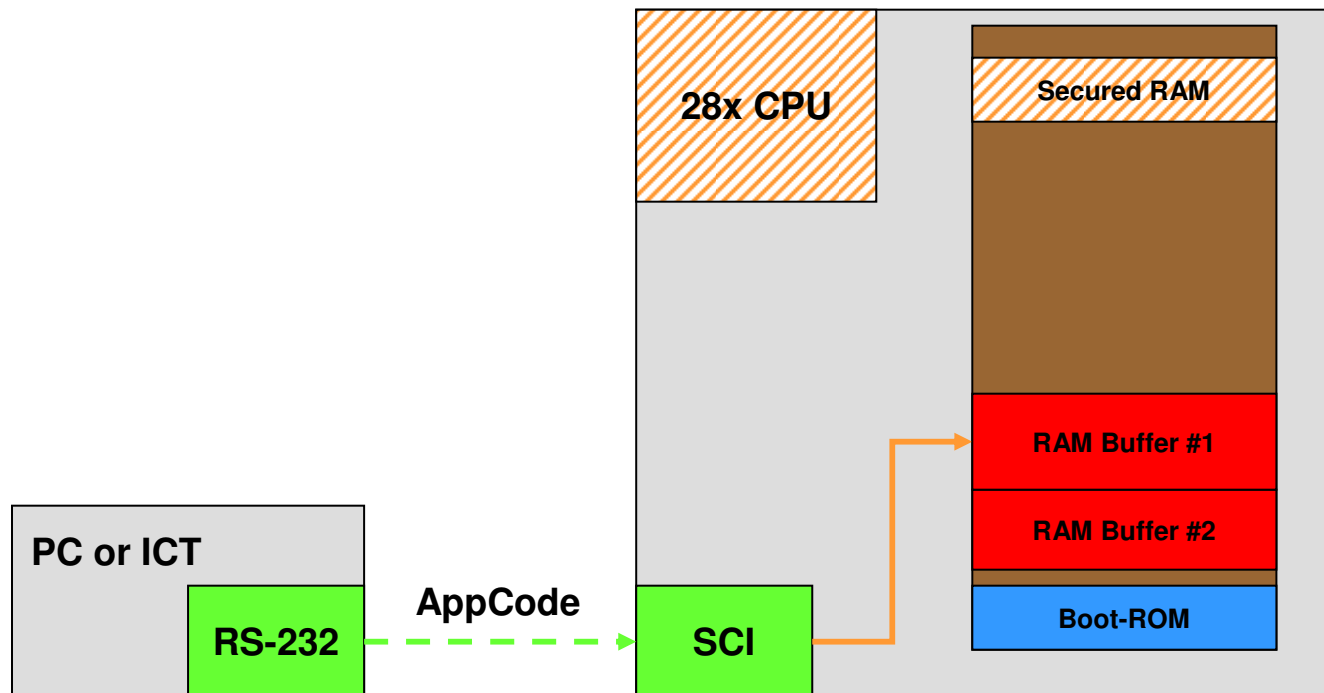 28x CPU
Secured RAM
RAM Buffer #1
RAM Buffer #2
Boot-ROM
PC or ICT
RS-232
AppCode
SCI